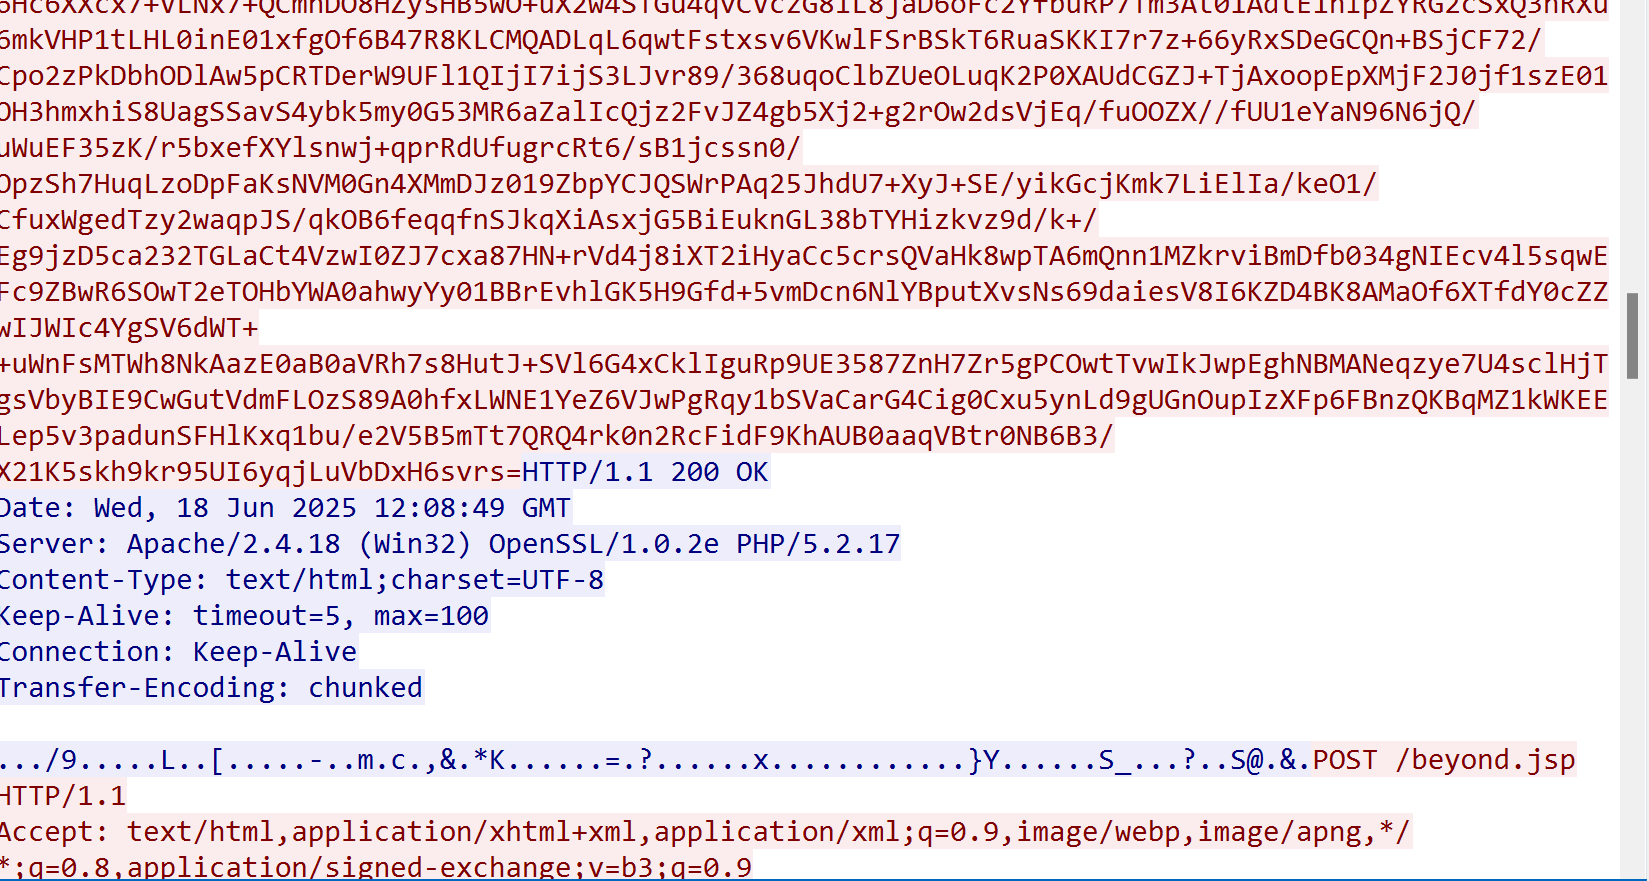 6mkVHP1tLHL0inE01xfgOf6B47R8KLCMQADLqL6qwtFstxsv6VKwlFSrBSkT6RuaSKKI7r7z+66yRxSDeGCQn+BSjCF72/
Cpo2zPkDbhODlAw5pCRTDerW9UFl1QIjI7ijS3LJvr89/368uqoClbZUeOLuqK2P0XAUdCGZJ+TjAxoopEpXMjF2J0jf1szE01
OH3hmxhiS8UagSSavS4ybk5my0G53MR6aZalIcQjz2FvJZ4gb5Xj2+g2rOw2dsVjEq/fuOOZX//fUU1eYaN96N6jQ/
uWuEF35zK/r5bxefXYlsnwj+qprRdUfugrcRt6/sB1jcssn0/
OpzSh7HuqLzoDpFaKsNVM0Gn4XMmDJz019ZbpYCJQSWrPAq25JhdU7+XyJ+SE/yikGcjKmk7LiElIa/keO1/
CfuxWgedTzy2waqpJS/qkOB6feqqfnSJkqXiAsxjG5BiEuknGL38bTYHizkvz9d/k+/
Eg9jzD5ca232TGLaCt4VzwI0ZJ7cxa87HN+rVd4j8iXT2iHyaCc5crsQVaHk8wpTA6mQnn1MZkrviBmDfb034gNIEcv4l5sqwE
Fc9ZBwR6SOwT2eTOHbYWA0ahwyYy01BBrEvhlGK5H9Gfd+5vmDcn6NlYBputXvsNs69daiesV8I6KZD4BK8AMaOf6XTfdY0cZZ
wIJWIc4YgSV6dWT+
+uWnFsMTWh8NkAazE0aB0aVRh7s8HutJ+SVl6G4xCklIguRp9UE3587ZnH7Zr5gPCOwtTvwIkJwpEghNBMANeqzye7U4sclHjT
gsVbyBIE9CwGutVdmFLOzS89A0hfxLWNE1YeZ6VJwPgRqy1bSVaCarG4Cig0Cxu5ynLd9gUGnOupIzXFp6FBnzQKBqMZ1kWKEE
Lep5v3padunSFHlKxq1bu/e2V5B5mTt7QRQ4rk0n2RcFidF9KhAUB0aaqVBtr0NB6B3/
X21K5skh9kr95UI6yqjLuVbDxH6svrs=HTTP/1.1 200 OK
Date: Wed, 18 Jun 2025 12:08:49 GMT
Server: Apache/2.4.18 (Win32) OpenSSL/1.0.2e PHP/5.2.17
Content-Type: text/html;charset=UTF-8
Keep-Alive: timeout=5, max=100
Connection: Keep-Alive
Transfer-Encoding: chunked
.../9.....L..[.....-..m.c.,&.*K......=.?......x............}Y......S_...?..S@.&.POST /beyond.jsp
HTTP/1.1
Accept: text/html,application/xhtml+xml,application/xml;q=0.9,image/webp,image/apng,*/
*;q=0.8,application/signed-exchange;v=b3;q=0.9